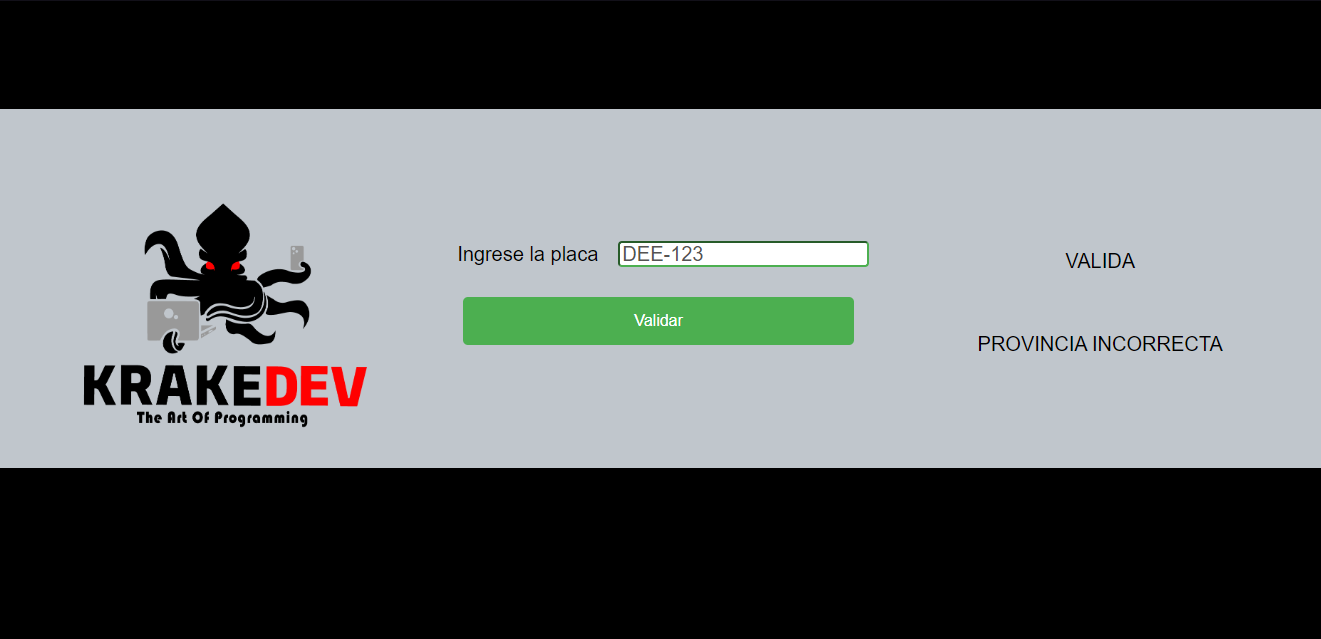 KRAKEDEV
The Art Of Programming
Ingrese la placa
DEE-123
Validar
VALIDA
PROVINCIA INCORRECTA